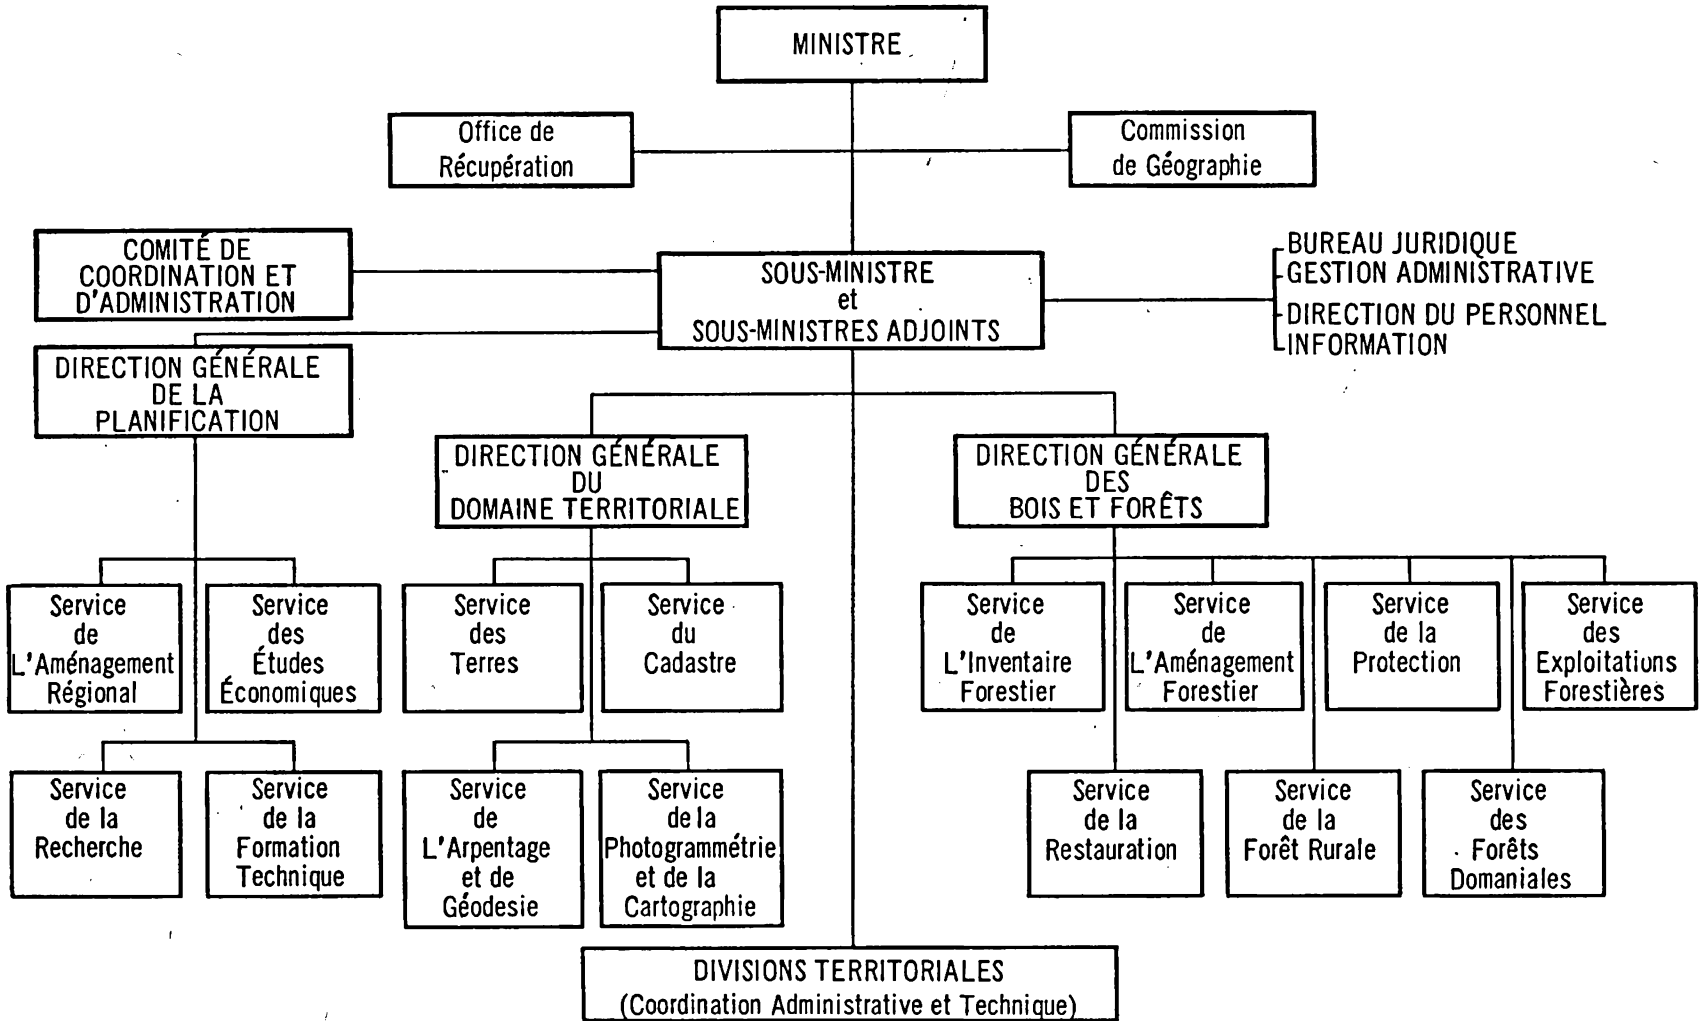 MINISTRE
Office de
Récupération
Commission
de Géographie
COMITÉ DE
COORDINATION ET
D'ADMINISTRATION
SOUS-MINISTRE
et
SOUS-MINISTRES ADJOINTS
BUREAU JURIDIQUE
GESTION ADMINISTRATIVE
DIRECTION DU PERSONNEL
INFORMATION
DIRECTION GÉNÉRALE
DE LA
PLANIFICATION
DIRECTION GÉNÉRALE
DU
DOMAINE TERRITORIALE
DIRECTION GÉNÉRALE
DES
BOIS ET FORÊTS
Service
de
L'Aménagement
Régional
Service
des
Études
Économiques
Service
des
Terres
Service
du
Cadastre
Service
de
L'Inventaire
Forestier
Service
de
L'Aménagement
Forestier
Service
de la
Protection
Service
des
Exploitations
Forestières
Service
de la
Recherche
Service
de la
Formation
Technique
Service
de
L'Arpentage
et de
Géodesie
Service
de la
Photogrammétrie
et de la
Cartographie
Service
de la
Restauration
Service
de la
Forêt Rurale
Service
des
Forêts
Domaniales
DIVISIONS TERRITORIALES
(Coordination Administrative et Technique)